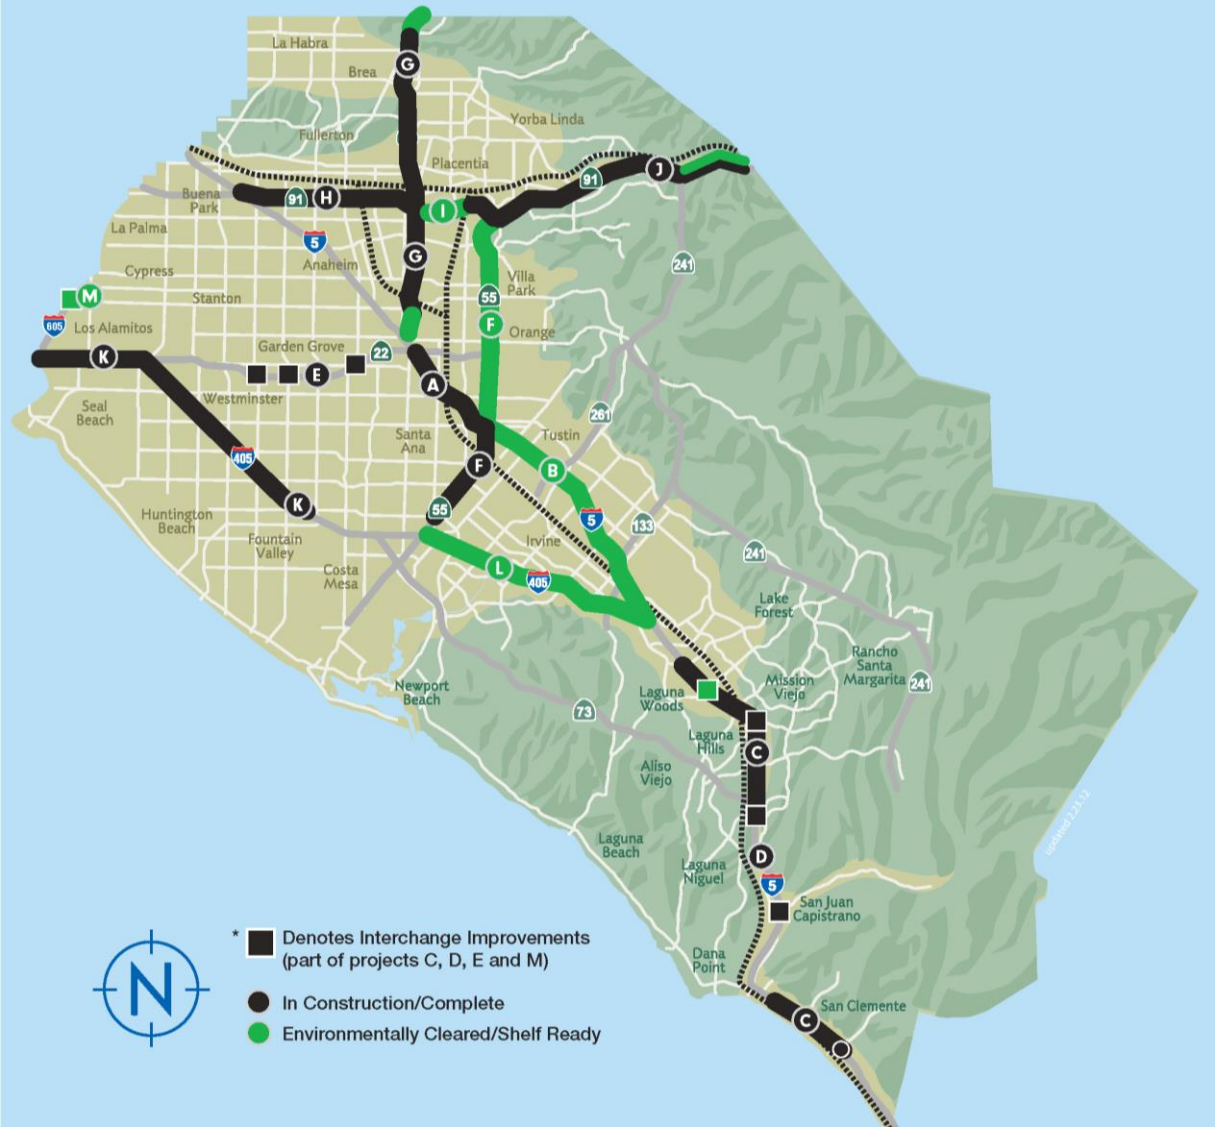 La Habra
G
Brea
Yorba Linda
Fullerton
Placentia
J
91
Buena
Park
91
H
I
La Palma
5
G
Anaheim
241
Cypress
Villa
Park
M
Stanton
55
605
Los Alamitos
F
Orange
Garden Grove
22
K
E
A
Westminster
Seal
Beach
261
Santa
Ana
Tustin
405
F
B
K
55
5
Huntington
Beach
133
Fountain
Valley
Irvine
241
Costa
Mesa
L
405
Lake
Forest
Rancho
Santa
Margarita
241
Newport
Beach
Laguna
Woods
Mission
Viejo
73
Laguna
Hills
C
Aliso
Viejo
updated 2.21.12
Laguna
Beach
D
Laguna
Niguel
5
San Juan
Capistrano
* Denotes Interchange Improvements
(part of projects C, D, E and M)
Dana
Point
N
In Construction/Complete
San Clemente
C
Environmentally Cleared/Shelf Ready